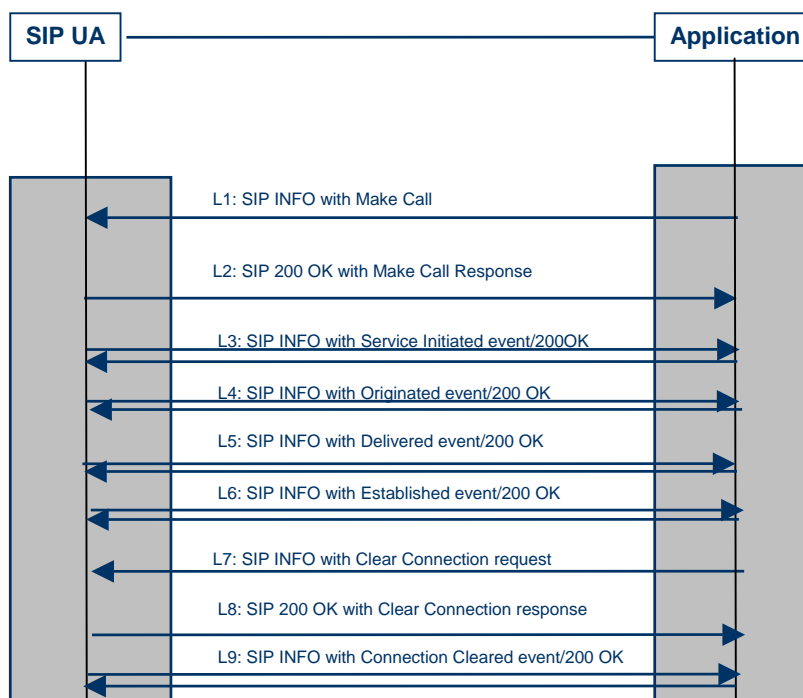 SIP UA
Application
L1: SIP INFO with Make Call
L2: SIP 200 OK with Make Call Response
L3: SIP INFO with Service Initiated event/200OK
L4: SIP INFO with Originated event/200 OK
L5: SIP INFO with Delivered event/200 OK
L6: SIP INFO with Established event/200 OK
L7: SIP INFO with Clear Connection request
L8: SIP 200 OK with Clear Connection response
L9: SIP INFO with Connection Cleared event/200 OK